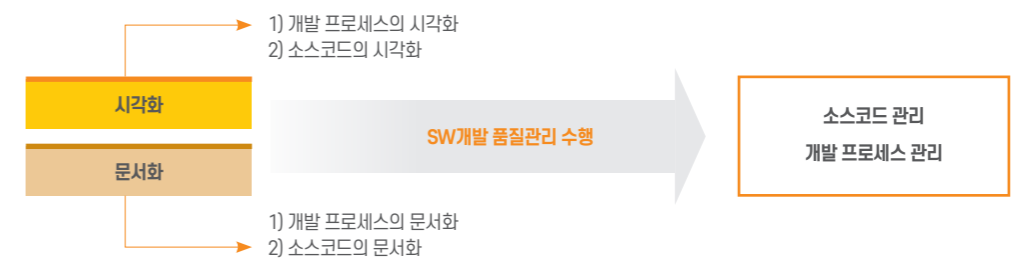 1) 개발 프로세스의 시각화
2) 소스코드의 시각화
시각화
문서화
1) 개발 프로세스의 문서화
2) 소스코드의 문서화
SW개발 품질관리 수행
소스코드 관리
개발 프로세스 관리